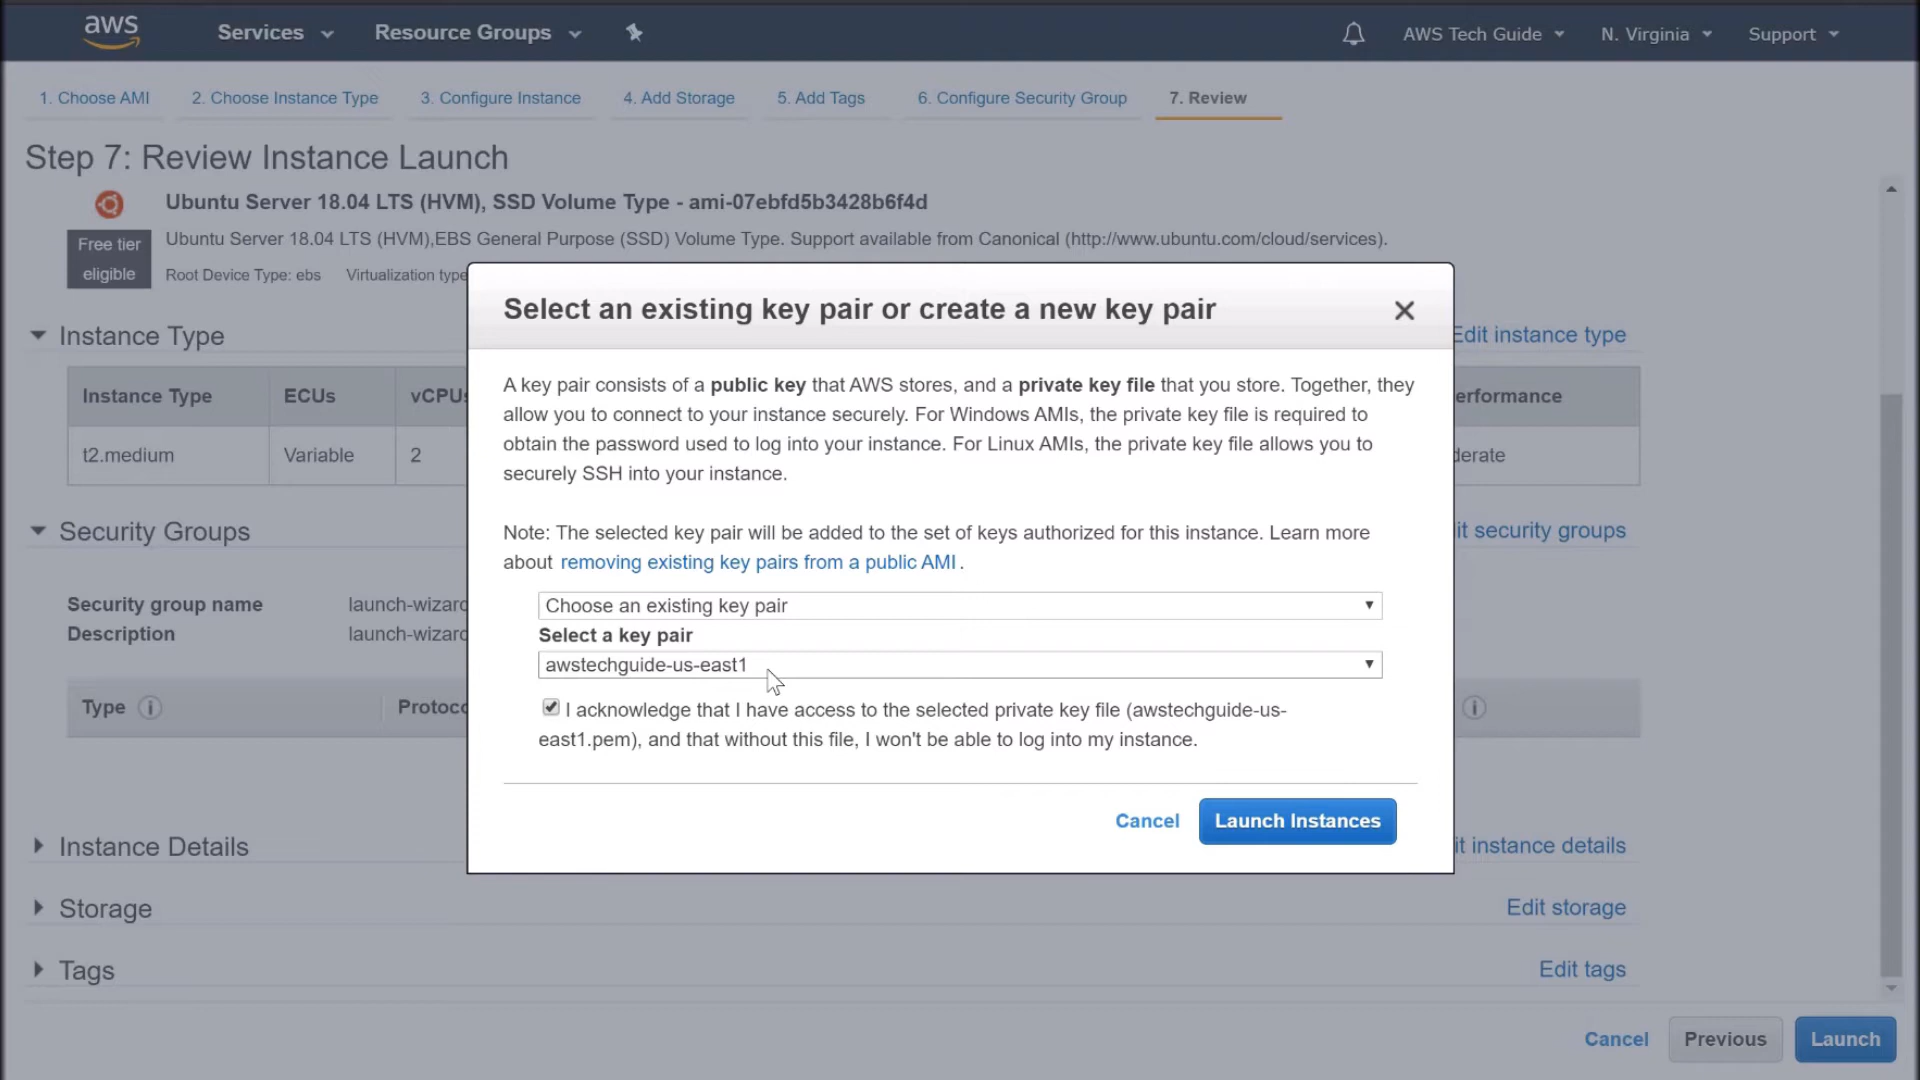 aws
Services
Resource Groups
AWS Tech Guide
N. Virginia
Support
1. Choose AMI
2. Choose Instance Type
3. Configure Instance
4. Add Storage
5. Add Tags
6. Configure Security Group
7. Review
Step 7: Review Instance Launch
Ubuntu Server 18.04 LTS (HVM), SSD Volume Type - ami-07ebfd5b3428b6f4d
Free tier
eligible
Ubuntu Server 18.04 LTS (HVM),EBS General Purpose (SSD) Volume Type. Support available from Canonical (http://www.ubuntu.com/cloud/services).
Root Device Type: ebs
Virtualization type
Instance Type
Edit instance type
Instance Type
ECUs
vCPUs
erformance
t2.medium
Variable
2
derate
Security Groups
it security groups
Security group name
launch-wizard
Description
launch-wizard
Type
Protoco
Select an existing key pair or create a new key pair
A key pair consists of a public key that AWS stores, and a private key file that you store. Together, they
allow you to connect to your instance securely. For Windows AMIs, the private key file is required to
obtain the password used to log into your instance. For Linux AMIs, the private key file allows you to
securely SSH into your instance.
Note: The selected key pair will be added to the set of keys authorized for this instance. Learn more
about removing existing key pairs from a public AMI.
Choose an existing key pair
Select a key pair
awstechguide-us-east1
I acknowledge that I have access to the selected private key file (awstechguide-us-
east1.pem), and that without this file, I won't be able to log into my instance.
Cancel
Launch Instances
Instance Details
it instance details
Storage
Edit storage
Tags
Edit tags
Cancel
Previous
Launch